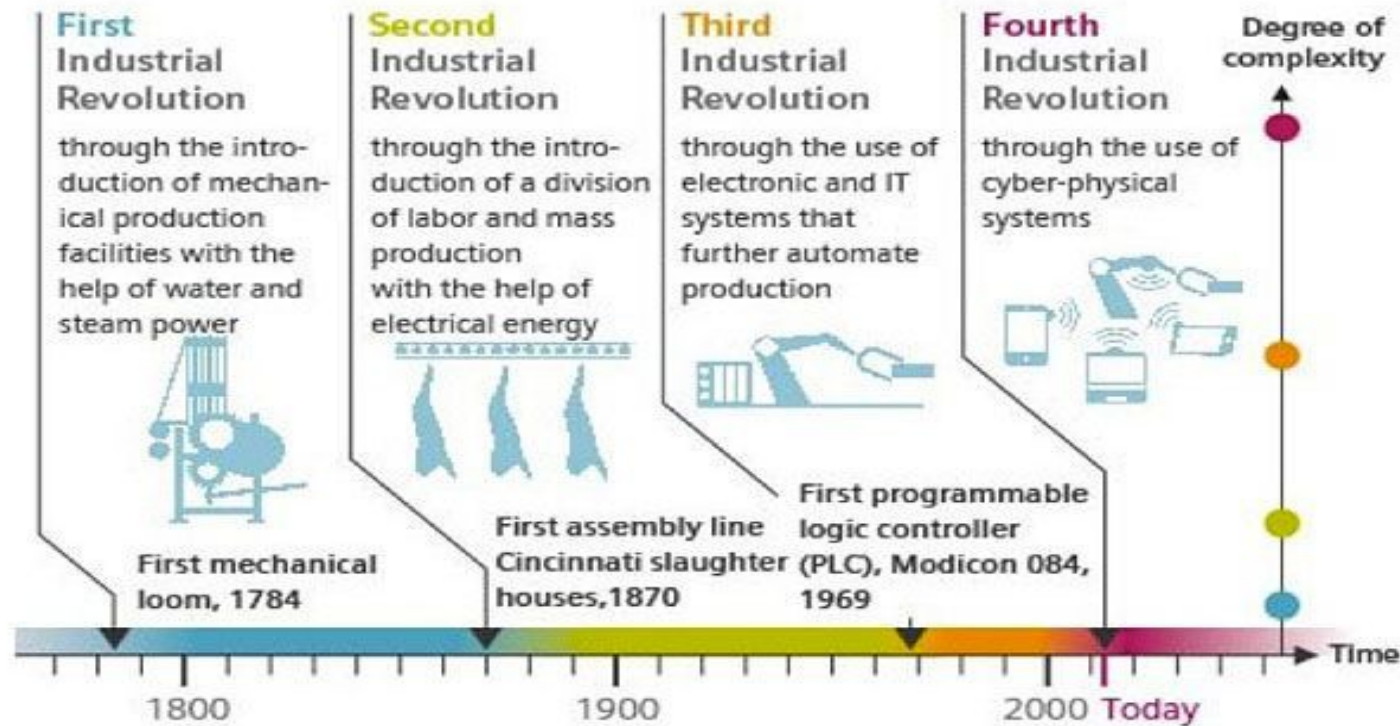 First
Industrial
Revolution
through the intro-
duction of mechan-
ical production
facilities with the
help of water and
steam power
First mechanical
loom, 1784
Second
Industrial
Revolution
through the intro-
duction of a division
of labor and mass
production
with the help of
electrical energy
First assembly line
Cincinnati slaughter
houses,1870
Third
Industrial
Revolution
through the use of
electronic and IT
systems that
further automate
production
First programmable
logic controller
(PLC), Modicon 084,
1969
Fourth
Industrial
Revolution
through the use of
cyber-physical
systems
Degree of
complexity
Time
1800
1900
2000
Today